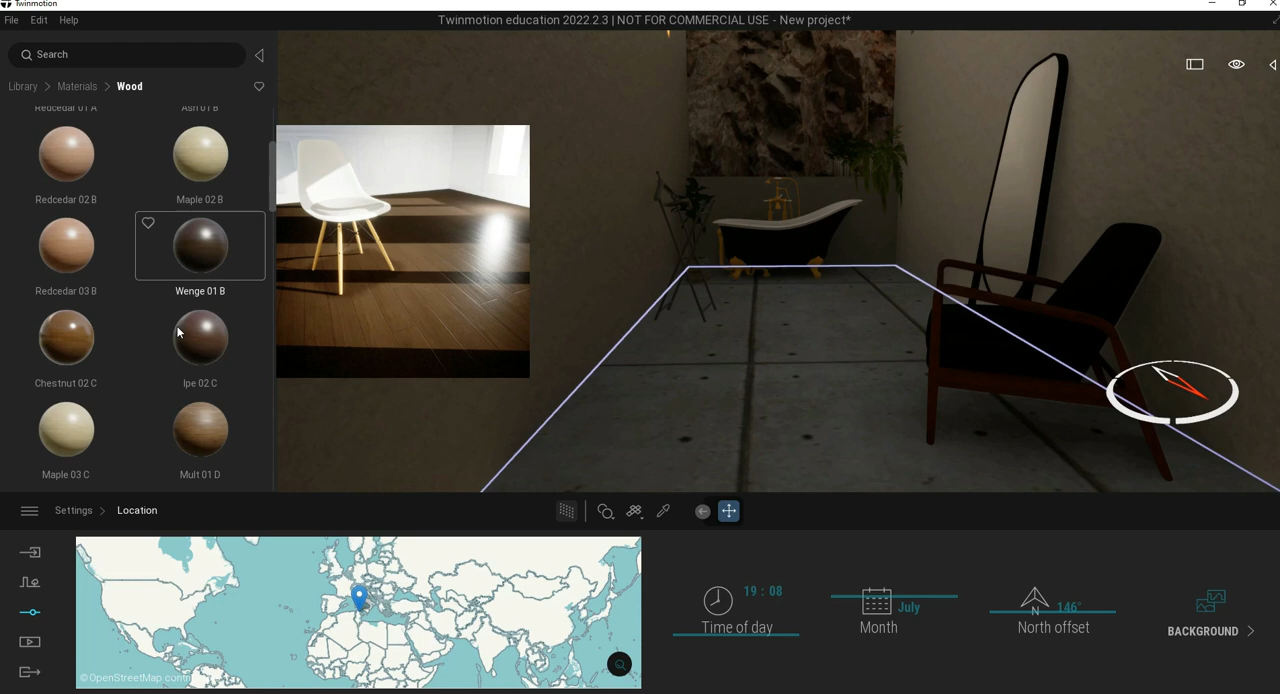 Twinmotion
File Edit Help
Twinmotion education 2022.2.3 | NOT FOR COMMERCIAL USE - New project*
Search
Library > Materials > Wood
Redcedar 01 A Ash 01 B
Redcedar 02 B Maple 02 B
Redcedar 03 B Wenge 01 B
Chestnut 02 C Ipe 02 C
Maple 03 C Mult 01 D
Settings > Location
19 : 08
Time of day
July
Month
N
146°
North offset
BACKGROUND >
© OpenStreetMap